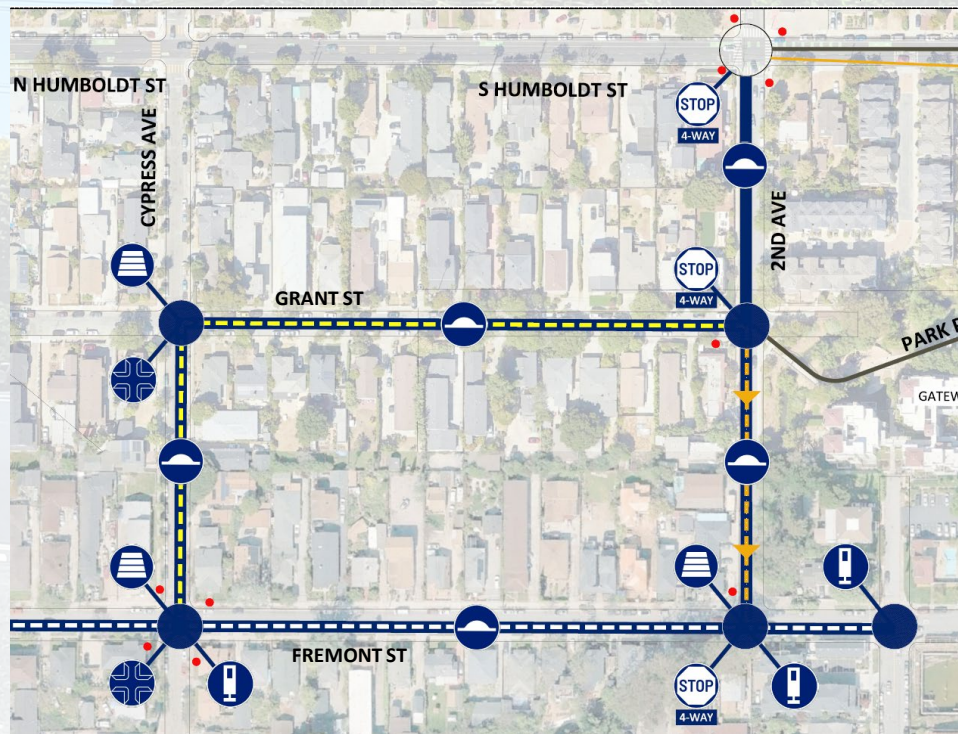 N HUMBOLDT ST
S HUMBOLDT ST
STOP
4-WAY
CYPRESS AVE
2ND AVE
STOP
4-WAY
GRANT ST
PARK
GATEW
FREMONT ST
STOP
4-WAY